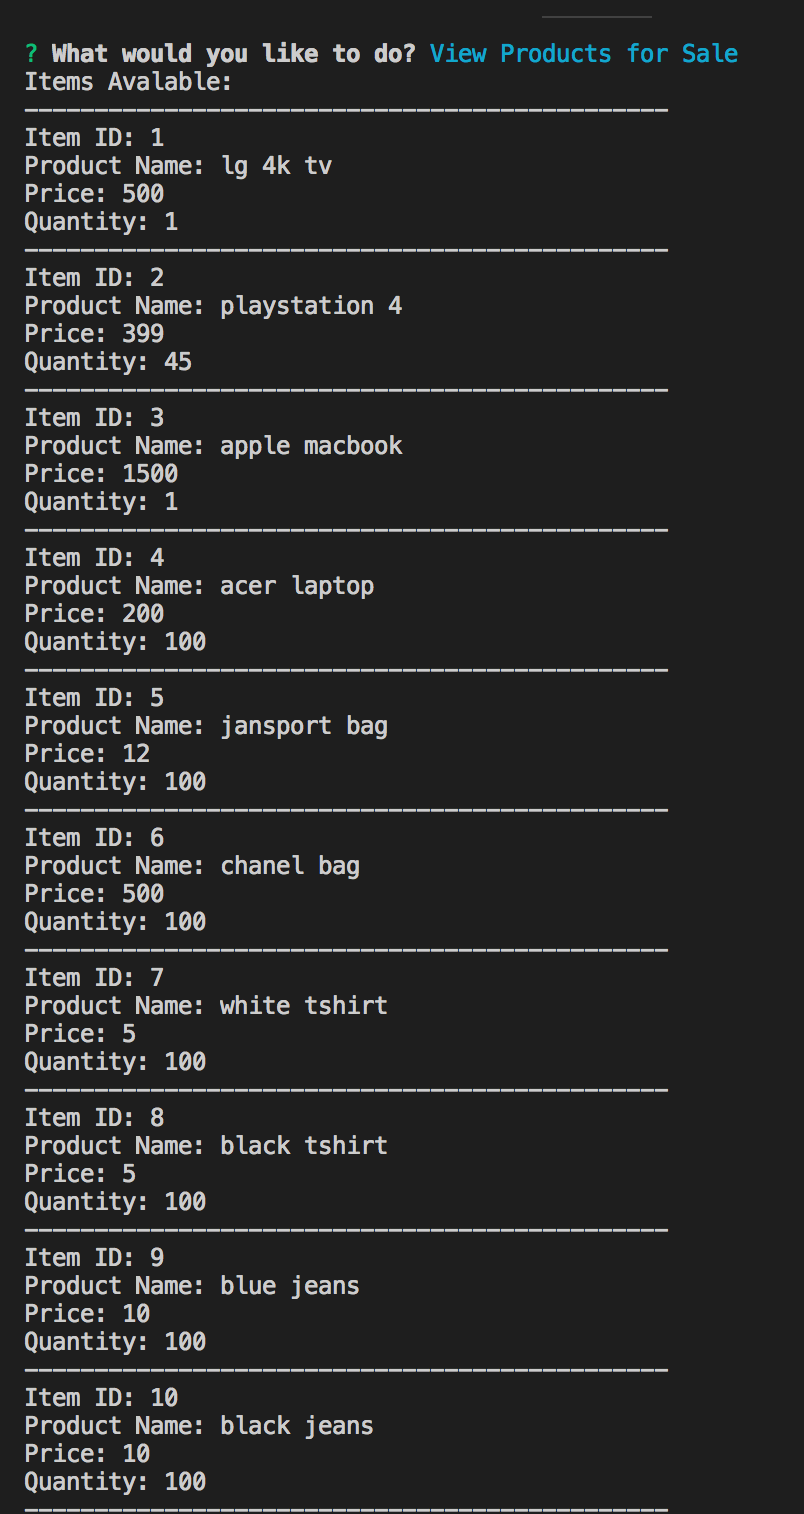 ? What would you like to do? View Products for Sale
Items Avalable:
----------------------------------------------
Item ID: 1
Product Name: lg 4k tv
Price: 500
Quantity: 1
----------------------------------------------
Item ID: 2
Product Name: playstation 4
Price: 399
Quantity: 45
----------------------------------------------
Item ID: 3
Product Name: apple macbook
Price: 1500
Quantity: 1
----------------------------------------------
Item ID: 4
Product Name: acer laptop
Price: 200
Quantity: 100
----------------------------------------------
Item ID: 5
Product Name: jansport bag
Price: 12
Quantity: 100
----------------------------------------------
Item ID: 6
Product Name: chanel bag
Price: 500
Quantity: 100
----------------------------------------------
Item ID: 7
Product Name: white tshirt
Price: 5
Quantity: 100
----------------------------------------------
Item ID: 8
Product Name: black tshirt
Price: 5
Quantity: 100
----------------------------------------------
Item ID: 9
Product Name: blue jeans
Price: 10
Quantity: 100
----------------------------------------------
Item ID: 10
Product Name: black jeans
Price: 10
Quantity: 100
----------------------------------------------